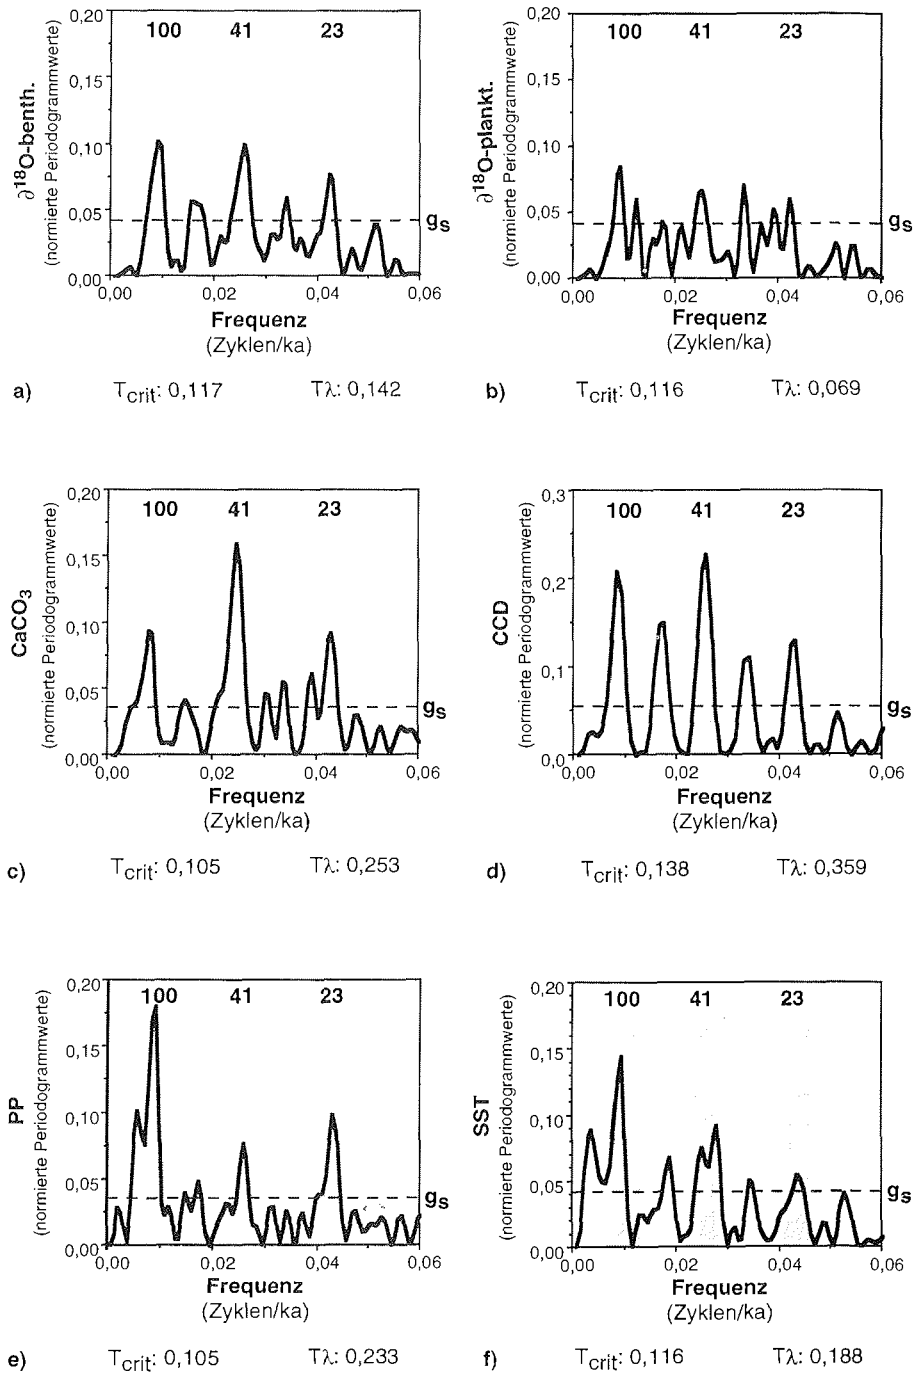 0,20
100 41 23
0,15
0,10
0,05
0,00
gs
∂18O-benth.
(normierte Periodogrammwerte)
0,00 0,02 0,04 0,06
Frequenz
(Zyklen/ka)
a) Tcrit: 0,117 Tλ: 0,142
0,20
100 41 23
0,15
0,10
0,05
0,00
gs
∂18O-plankt.
(normierte Periodogrammwerte)
0,00 0,02 0,04 0,06
Frequenz
(Zyklen/ka)
b) Tcrit: 0,116 Tλ: 0,069
0,20
100 41 23
0,15
0,10
0,05
0,00
gs
CaCO3
(normierte Periodogrammwerte)
0,00 0,02 0,04 0,06
Frequenz
(Zyklen/ka)
c) Tcrit: 0,105 Tλ: 0,253
0,3
100 41 23
0,2
0,1
0,0
gs
CCD
(normierte Periodogrammwerte)
0,00 0,02 0,04 0,06
Frequenz
(Zyklen/ka)
d) Tcrit: 0,138 Tλ: 0,359
0,20
100 41 23
0,15
0,10
0,05
0,00
gs
PP
(normierte Periodogrammwerte)
0,00 0,02 0,04 0,06
Frequenz
(Zyklen/ka)
e) Tcrit: 0,105 Tλ: 0,233
0,20
100 41 23
0,15
0,10
0,05
0,00
gs
SST
(normierte Periodogrammwerte)
0,00 0,02 0,04 0,06
Frequenz
(Zyklen/ka)
f) Tcrit: 0,116 Tλ: 0,188